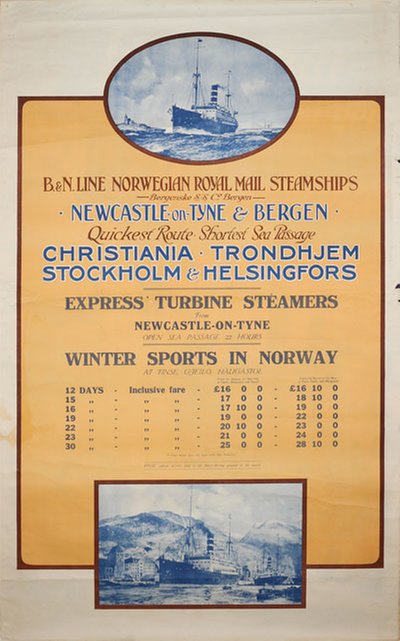 B.&N. LINE NORWEGIAN ROYAL MAIL STEAMSHIPS
Bergenske S·S Co. Bergen
· NEWCASTLE-ON-TYNE & BERGEN ·
Quickest Route Shortest Sea Passage
CHRISTIANIA · TRONDHJEM
STOCKHOLM & HELSINGFORS
EXPRESS TURBINE STEAMERS
From
NEWCASTLE-ON-TYNE
OPEN SEA PASSAGE 22 HOURS
WINTER SPORTS IN NORWAY
AT FINSE, GJEILO, HAUGASTOL
12 DAYS - Inclusive fare - £16 0 0 - £16 10 0
15 „ - „ „ - 17 0 0 - 18 10 0
16 „ - „ „ - 17 10 0 - 19 0 0
19 „ - „ „ - 19 0 0 - 22 0 0
22 „ - „ „ - 20 10 0 - 23 0 0
23 „ - „ „ - 21 0 0 - 24 0 0
30 „ - „ „ - 25 0 0 - 28 10 0